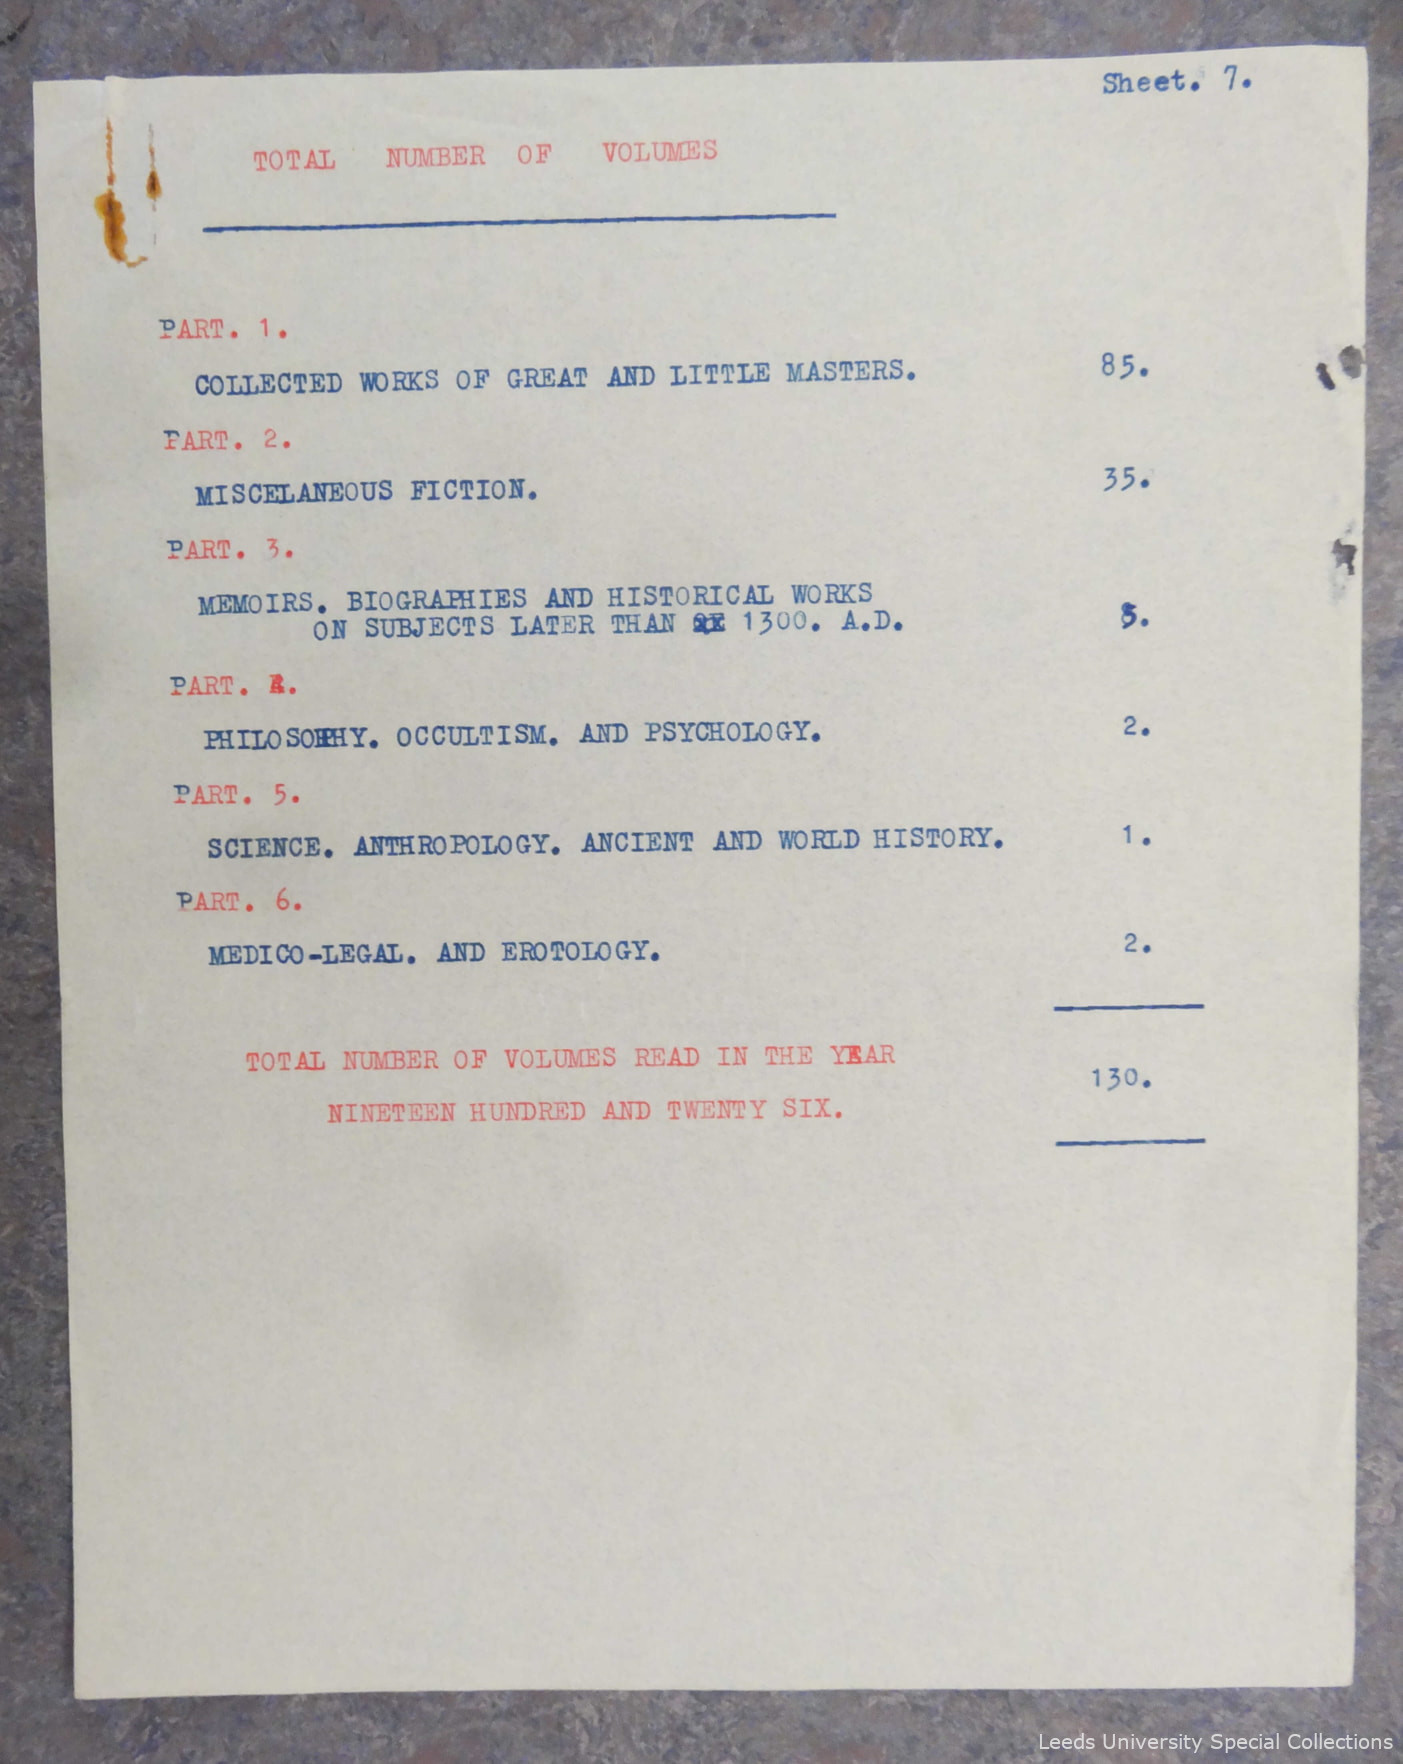 Sheet. 7.
TOTAL NUMBER OF VOLUMES
PART. 1.
COLLECTED WORKS OF GREAT AND LITTLE MASTERS. 85.
PART. 2.
MISCELANEOUS FICTION. 35.
PART. 3.
MEMOIRS. BIOGRAPHIES AND HISTORICAL WORKS
ON SUBJECTS LATER THAN 1300. A.D. 5.
PART. 4.
PHILOSOPHY. OCCULTISM. AND PSYCHOLOGY. 2.
PART. 5.
SCIENCE. ANTHROPOLOGY. ANCIENT AND WORLD HISTORY. 1.
PART. 6.
MEDICO-LEGAL. AND EROTOLOGY. 2.
TOTAL NUMBER OF VOLUMES READ IN THE YEAR
130.
NINETEEN HUNDRED AND TWENTY SIX.
Leeds University Special Collections